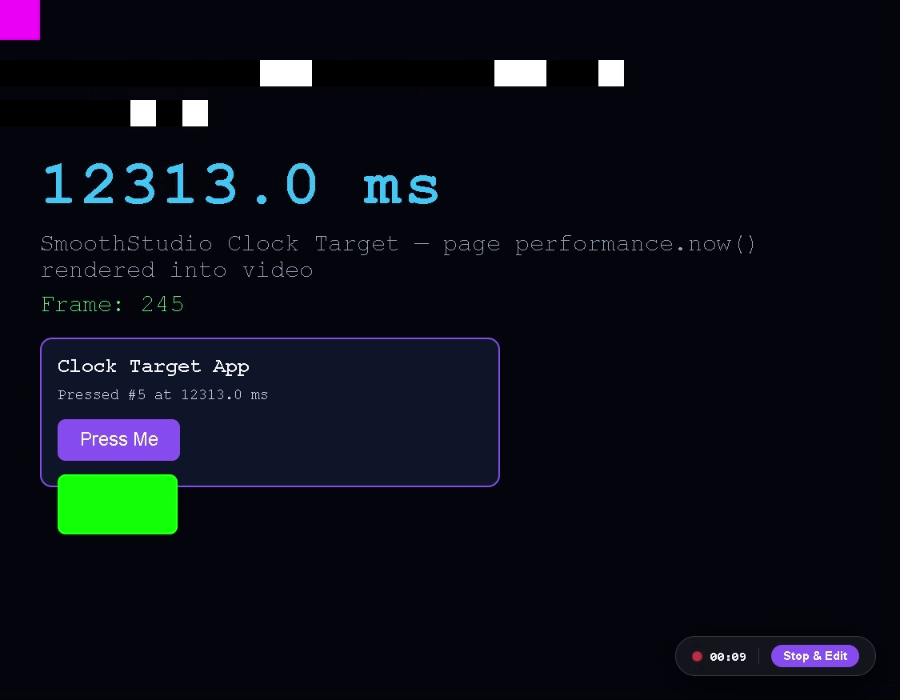 12313.0 ms
SmoothStudio Clock Target — page performance.now()
rendered into video
Frame: 245
Clock Target App
Pressed #5 at 12313.0 ms
Press Me
00:09
Stop & Edit